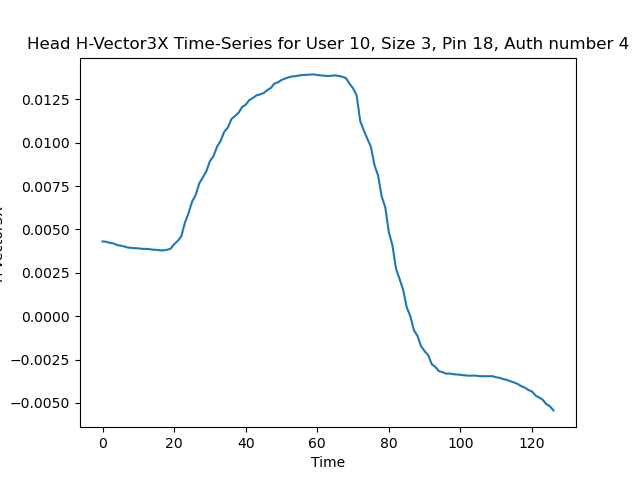 Head H-Vector3X Time-Series for User 10, Size 3, Pin 18, Auth number 4
0.0125
0.0100
0.0075
0.0050
0.0025
0.0000
−0.0025
−0.0050
0 20 40 60 80 100 120
Time